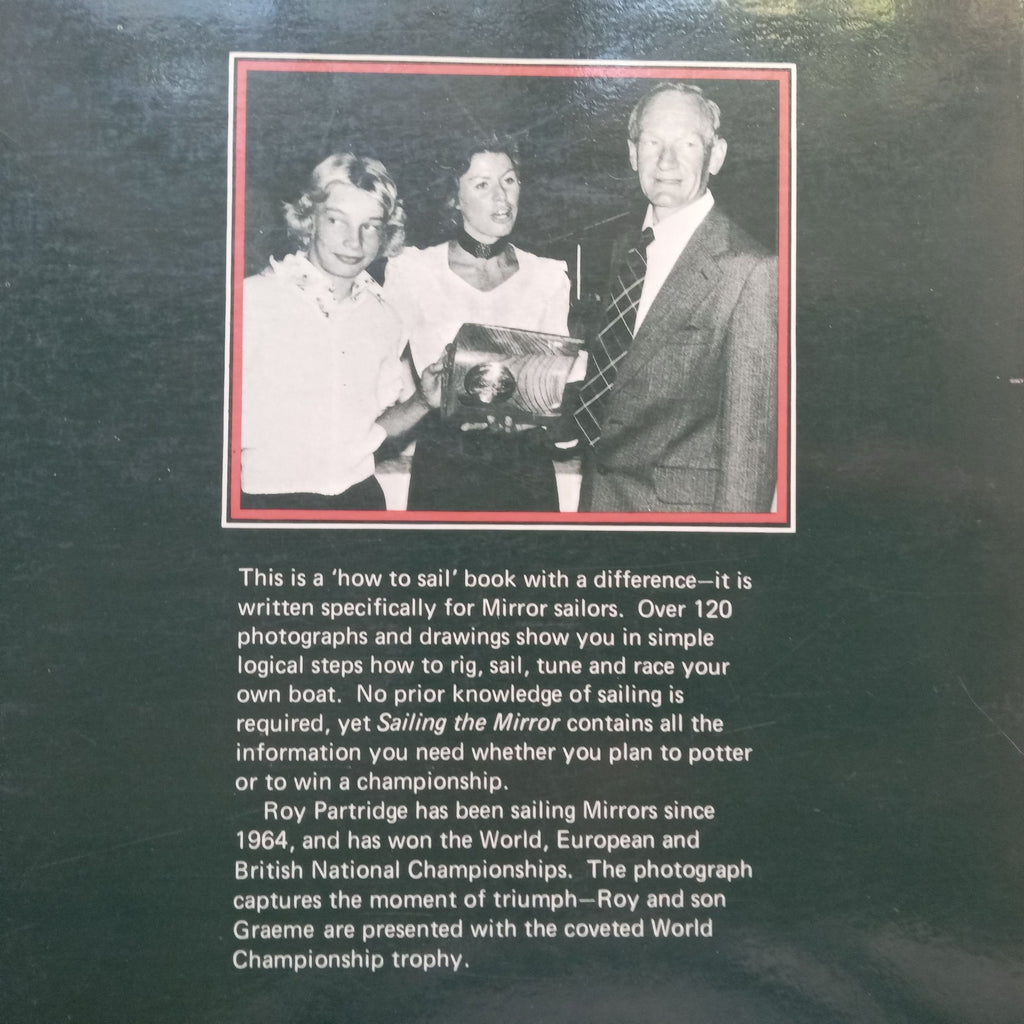 This is a 'how to sail' book with a difference—it is
written specifically for Mirror sailors. Over 120
photographs and drawings show you in simple
logical steps how to rig, sail, tune and race your
own boat. No prior knowledge of sailing is
required, yet Sailing the Mirror contains all the
information you need whether you plan to potter
or to win a championship.
Roy Partridge has been sailing Mirrors since
1964, and has won the World, European and
British National Championships. The photograph
captures the moment of triumph—Roy and son
Graeme are presented with the coveted World
Championship trophy.